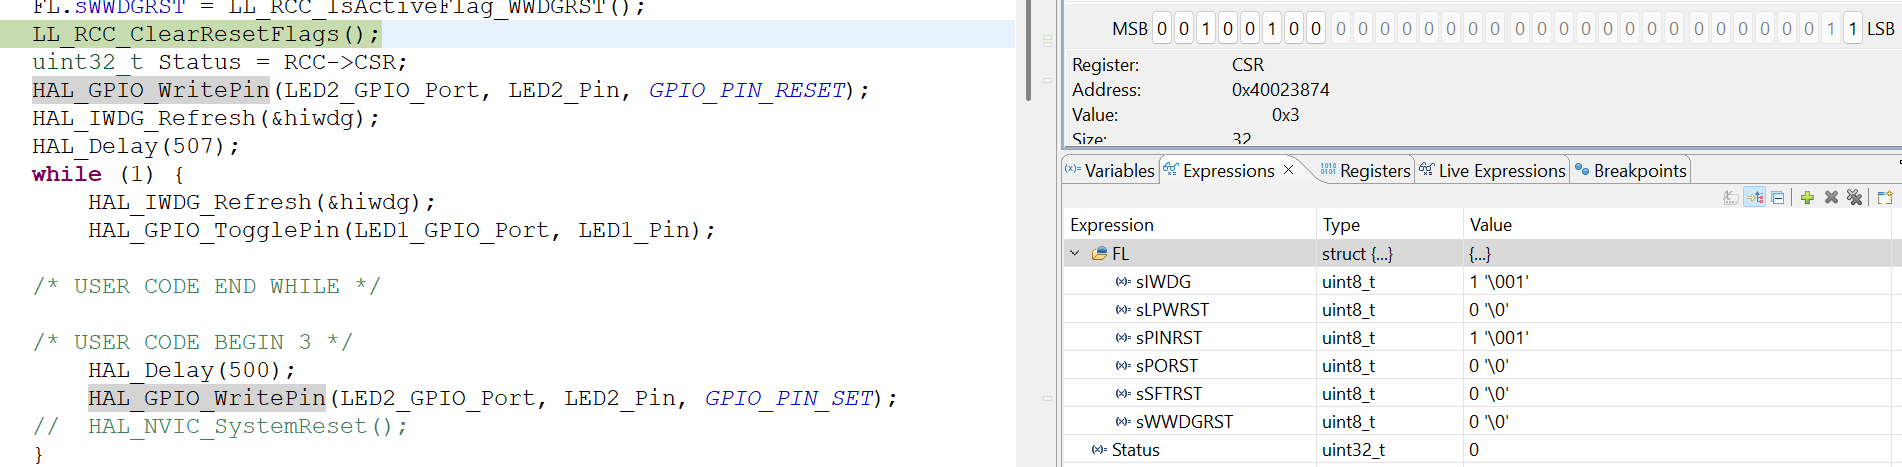 FL.sWWDGRST = LL_RCC_IsActiveFlag_WWDGRST();
LL_RCC_ClearResetFlags();
uint32_t Status = RCC->CSR;
HAL_GPIO_WritePin(LED2_GPIO_Port, LED2_Pin, GPIO_PIN_RESET);
HAL_IWDG_Refresh(&hiwdg);
HAL_Delay(507);
while (1) {
HAL_IWDG_Refresh(&hiwdg);
HAL_GPIO_TogglePin(LED1_GPIO_Port, LED1_Pin);
/* USER CODE END WHILE */
/* USER CODE BEGIN 3 */
HAL_Delay(500);
HAL_GPIO_WritePin(LED2_GPIO_Port, LED2_Pin, GPIO_PIN_SET);
// HAL_NVIC_SystemReset();
}
MSB 0 0 1 0 0 1 0 0 0 0 0 0 0 0 0 0 0 0 0 0 0 0 0 0 0 0 0 0 0 0 1 1 LSB
Register: CSR
Address: 0x40023874
Value: 0x3
Size: 32
(x)= Variables Expressions Registers Live Expressions Breakpoints
Expression Type Value
FL struct {...} {...}
(x)= sIWDG uint8_t 1 '\001'
(x)= sLPWRST uint8_t 0 '\0'
(x)= sPINRST uint8_t 1 '\001'
(x)= sPORST uint8_t 0 '\0'
(x)= sSFTRST uint8_t 0 '\0'
(x)= sWWDGRST uint8_t 0 '\0'
(x)= Status uint32_t 0